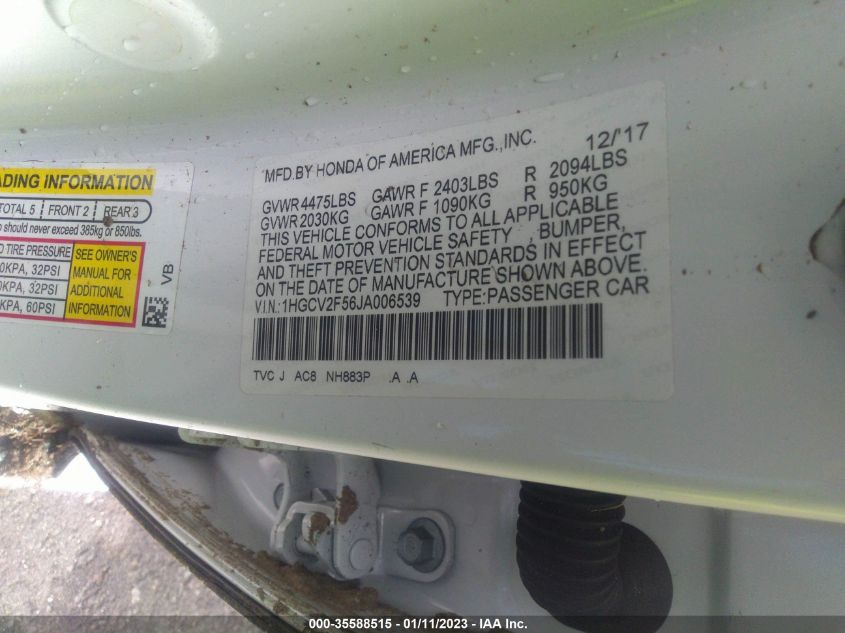 ADING INFORMATION
TOTAL 5 FRONT 2 REAR 3
should never exceed 385kg or 850lbs.
TIRE PRESSURE
0KPA, 32PSI
0KPA, 32PSI
KPA, 60PSI
SEE OWNER'S
MANUAL FOR
ADDITIONAL
INFORMATION
VB
MFD.BY HONDA OF AMERICA MFG.,INC. 12/'17
GVWR 4475LBS GAWR F 2403LBS R 2094LBS
GVWR 2030KG GAWR F 1090KG R 950KG
THIS VEHICLE CONFORMS TO ALL APPLICABLE
FEDERAL MOTOR VEHICLE SAFETY , BUMPER,
AND THEFT PREVENTION STANDARDS IN EFFECT
ON THE DATE OF MANUFACTURE SHOWN ABOVE.
V.I.N.:1HGCV2F56JA006539 TYPE:PASSENGER CAR
TVC J AC8 NH883P .A .A
000-35588515 - 01/11/2023 - IAA Inc.